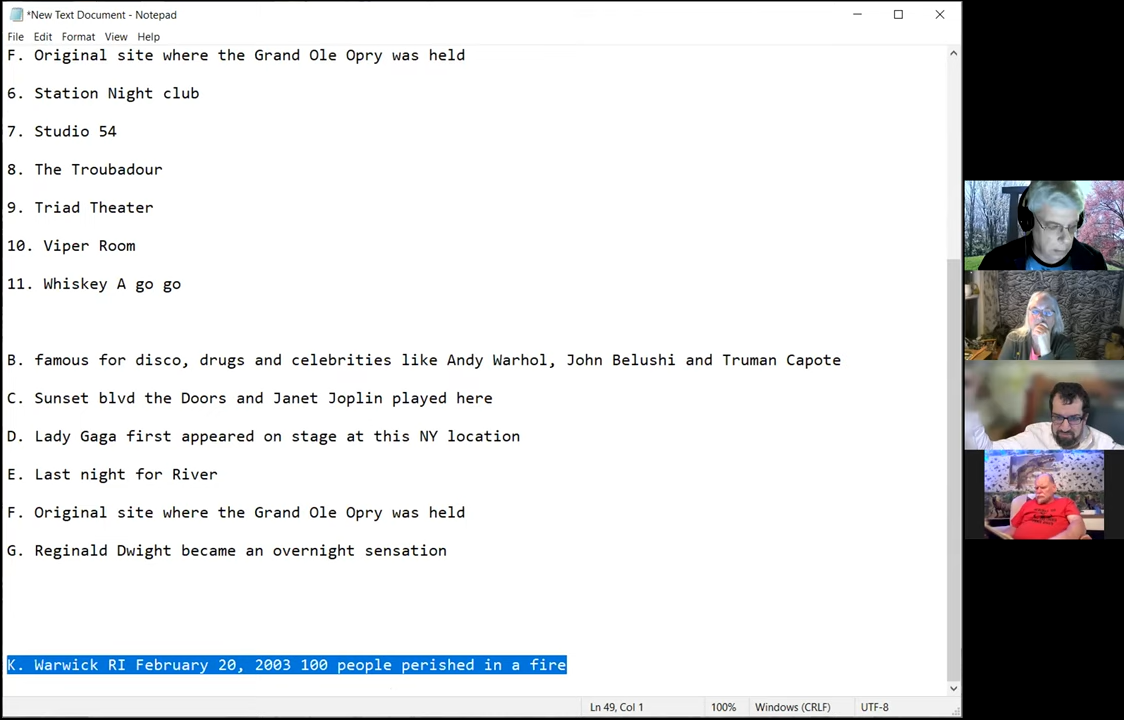 *New Text Document - Notepad
File Edit Format View Help
F. Original site where the Grand Ole Opry was held
6. Station Night club
7. Studio 54
8. The Troubadour
9. Triad Theater
10. Viper Room
11. Whiskey A go go
B. famous for disco, drugs and celebrities like Andy Warhol, John Belushi and Truman Capote
C. Sunset blvd the Doors and Janet Joplin played here
D. Lady Gaga first appeared on stage at this NY location
E. Last night for River
F. Original site where the Grand Ole Opry was held
G. Reginald Dwight became an overnight sensation
K. Warwick RI February 20, 2003 100 people perished in a fire
Ln 49, Col 1 100% Windows (CRLF) UTF-8